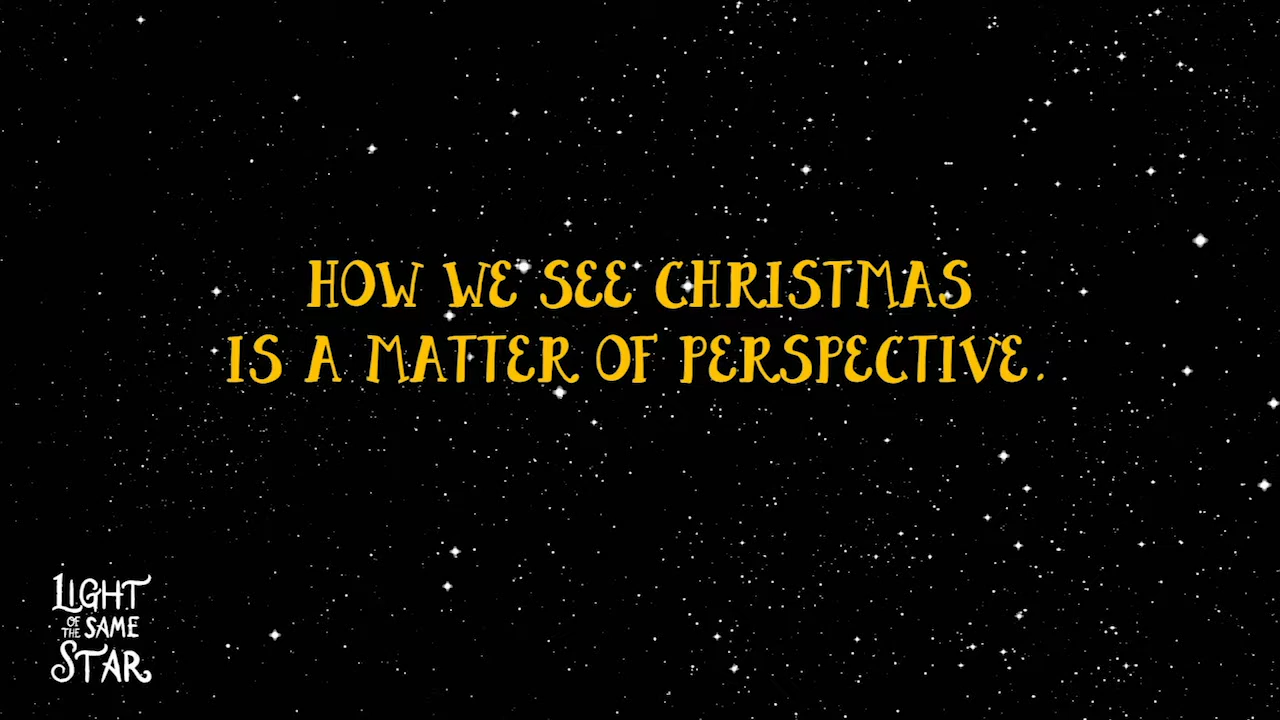 HOW WE SEE CHRISTMAS
IS A MATTER OF PERSPECTIVE.
LIGHT
OF THE SAME
STAR